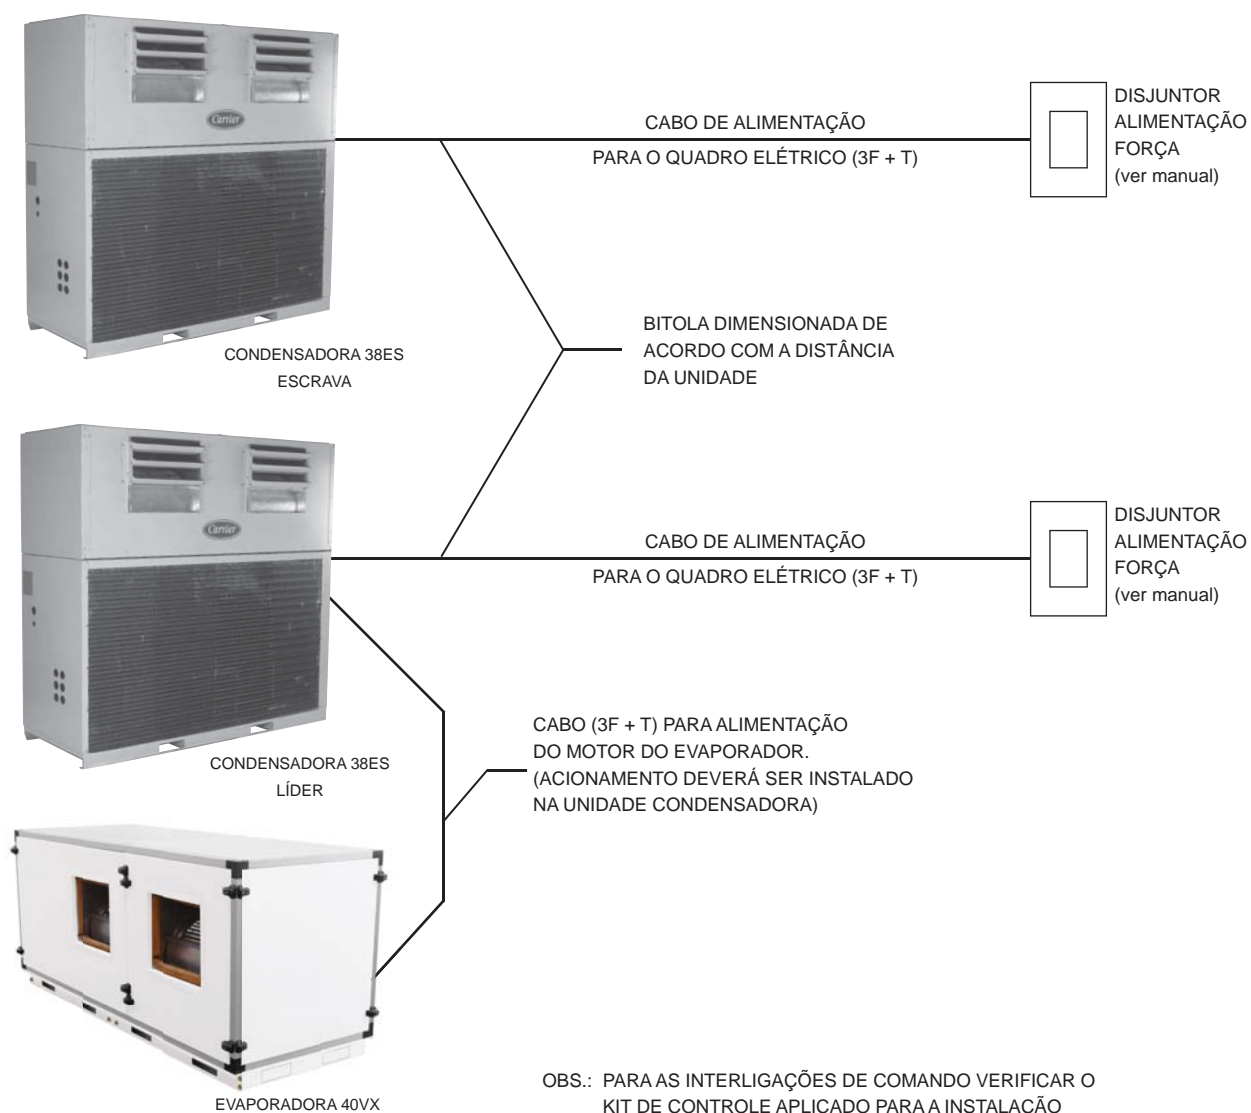 Carrier
CABO DE ALIMENTAÇÃO
PARA O QUADRO ELÉTRICO (3F + T)
DISJUNTOR
ALIMENTAÇÃO
FORÇA
(ver manual)
CONDENSADORA 38ES
ESCRAVA
BITOLA DIMENSIONADA DE
ACORDO COM A DISTÂNCIA
DA UNIDADE
Carrier
CABO DE ALIMENTAÇÃO
PARA O QUADRO ELÉTRICO (3F + T)
DISJUNTOR
ALIMENTAÇÃO
FORÇA
(ver manual)
CONDENSADORA 38ES
LÍDER
CABO (3F + T) PARA ALIMENTAÇÃO
DO MOTOR DO EVAPORADOR.
(ACIONAMENTO DEVERÁ SER INSTALADO
NA UNIDADE CONDENSADORA)
EVAPORADORA 40VX
OBS.: PARA AS INTERLIGAÇÕES DE COMANDO VERIFICAR O
KIT DE CONTROLE APLICADO PARA A INSTALAÇÃO